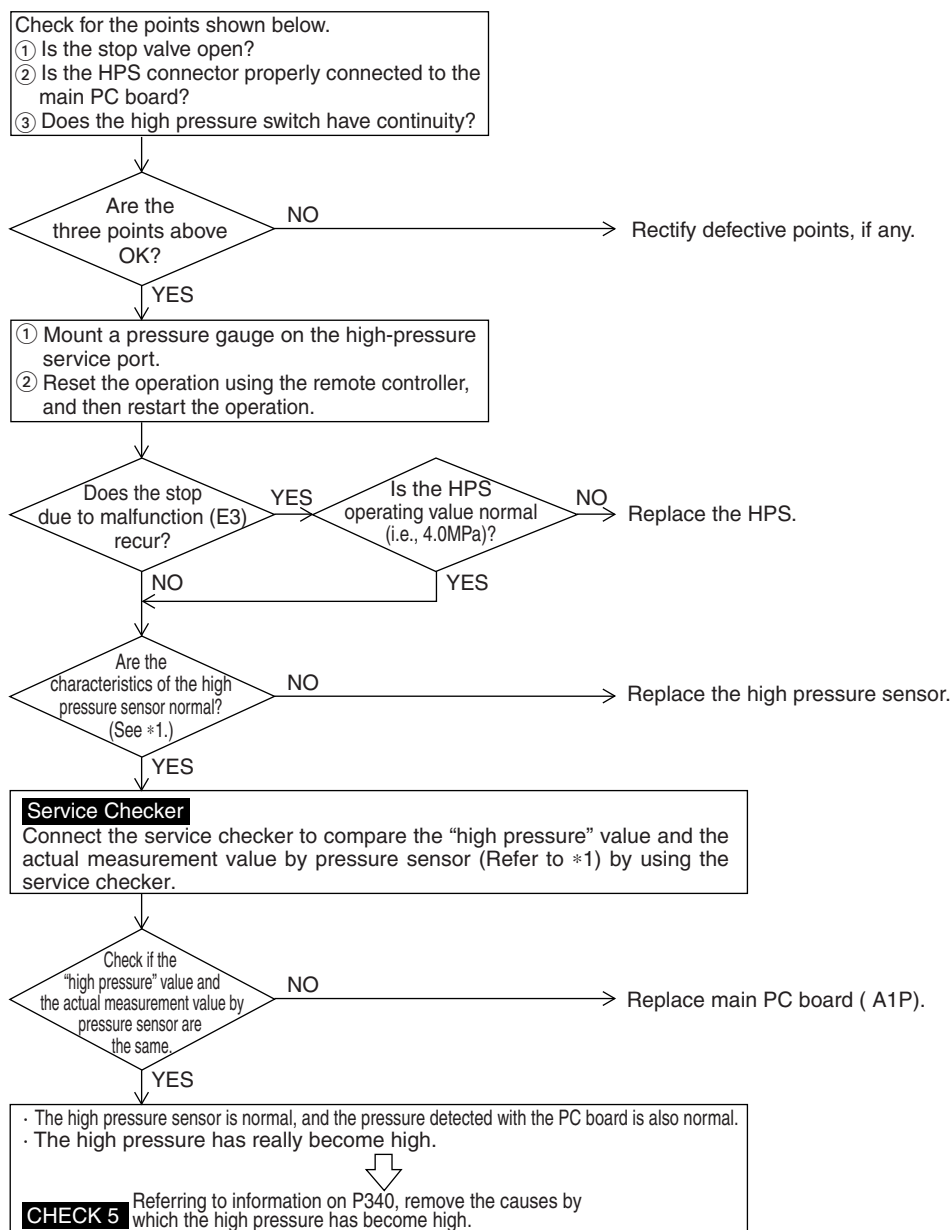 Check for the points shown below.
① Is the stop valve open?
② Is the HPS connector properly connected to the
main PC board?
③ Does the high pressure switch have continuity?
Are the
three points above
OK?
NO
Rectify defective points, if any.
YES
① Mount a pressure gauge on the high-pressure
service port.
② Reset the operation using the remote controller,
and then restart the operation.
Does the stop
due to malfunction (E3)
recur?
YES
Is the HPS
operating value normal
(i.e., 4.0MPa)?
NO
Replace the HPS.
NO
YES
Are the
characteristics of the high
pressure sensor normal?
(See *1.)
NO
Replace the high pressure sensor.
YES
Service Checker
Connect the service checker to compare the “high pressure” value and the
actual measurement value by pressure sensor (Refer to *1) by using the
service checker.
Check if the
“high pressure” value and
the actual measurement value by
pressure sensor are
the same.
NO
Replace main PC board ( A1P).
YES
· The high pressure sensor is normal, and the pressure detected with the PC board is also normal.
· The high pressure has really become high.
CHECK 5 Referring to information on P340, remove the causes by
which the high pressure has become high.